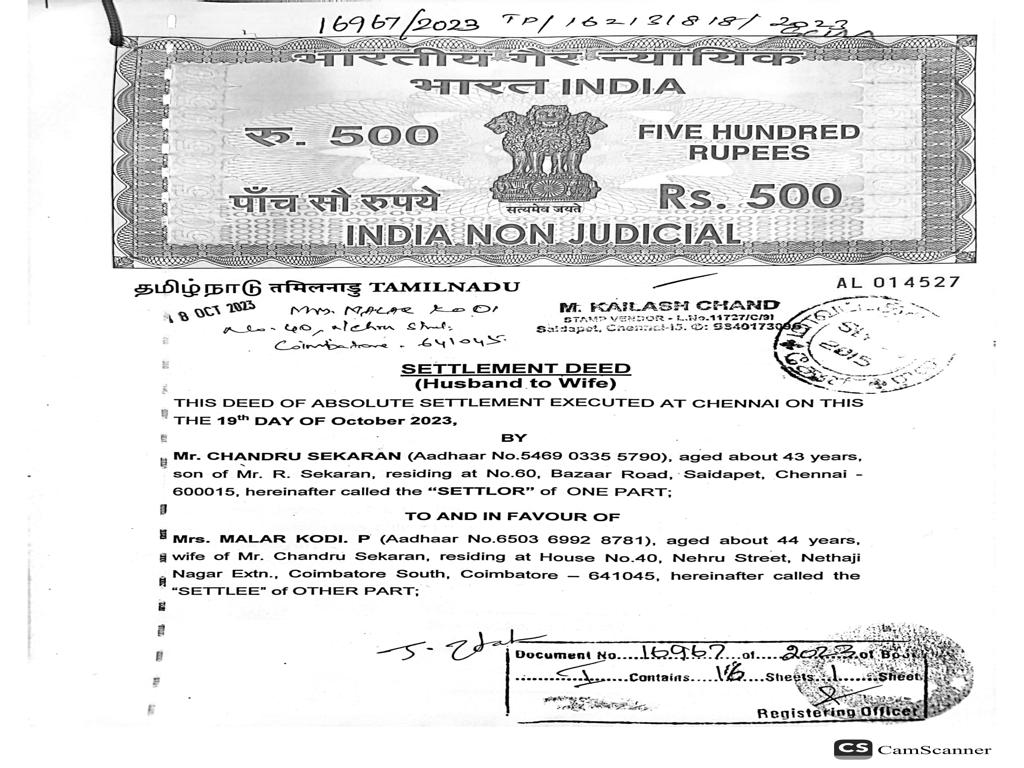 16967/2023 TP/162131818/2023
भारतीय गैर न्यायिक
भारत INDIA
रु. 500
FIVE HUNDRED
RUPEES
पाँच सौ रुपये
Rs. 500
सत्यमेव जयते
INDIA NON JUDICIAL
தமிழ்நாடு तमिलनाडु TAMILNADU
AL 014527
18 OCT 2023
Mrs. MALAR KODI
No. 40, Nehru Street
Coimbatore - 641045.
M. KAILASH CHAND
STAMP VENDOR - L.No.11727/C/91
Saidapet, Chennai-15.
2015
SETTLEMENT DEED
(Husband to Wife)
THIS DEED OF ABSOLUTE SETTLEMENT EXECUTED AT CHENNAI ON THIS
THE 19th DAY OF October 2023,
BY
Mr. CHANDRU SEKARAN (Aadhaar No.5469 0335 5790), aged about 43 years,
son of Mr. R. Sekaran, residing at No.60, Bazaar Road, Saidapet, Chennai -
600015, hereinafter called the “SETTLOR” of ONE PART;
TO AND IN FAVOUR OF
Mrs. MALAR KODI. P (Aadhaar No.6503 6992 8781), aged about 44 years,
wife of Mr. Chandru Sekaran, residing at House No.40, Nehru Street, Nethaji
Nagar Extn., Coimbatore South, Coimbatore – 641045, hereinafter called the
“SETTLEE” of OTHER PART;
Document No....16967...of...2023.of Book
I...Contains...16...Sheets..1...Sheet
Registering Officer
CS CamScanner